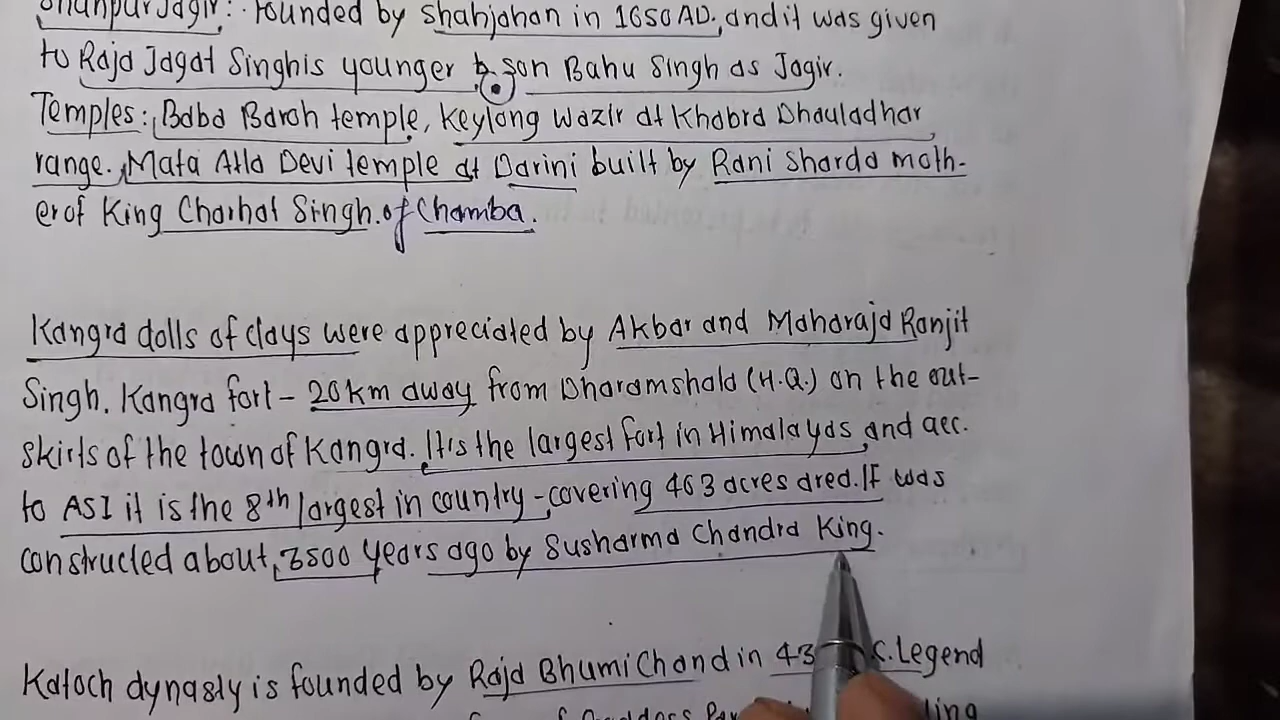 Shahpur Jagir: founded by Shahjahan in 1650 AD, and it was given
to Raja Jagat Singhis younger son Bahu Singh as Jagir.
Temples: Baba Baroh temple, Keylong Wazir at Khabra Dhauladhar
range. Mata Atla Devi temple at Darini built by Rani Sharda moth-
er of King Charhat Singh. of Chamba.
Kangra dolls of clays were appreciated by Akbar and Maharaja Ranjit
Singh. Kangra fort - 20 km away from Dharamshala (H.Q.) on the out-
skirts of the town of Kangra. It is the largest fort in Himalayas, and acc.
to ASI it is the 8th largest in country - covering 463 acres area. It was
constructed about 3500 years ago by Susharma Chandra King.
Katoch dynasty is founded by Raja Bhumi Chand in 43 C. Legend